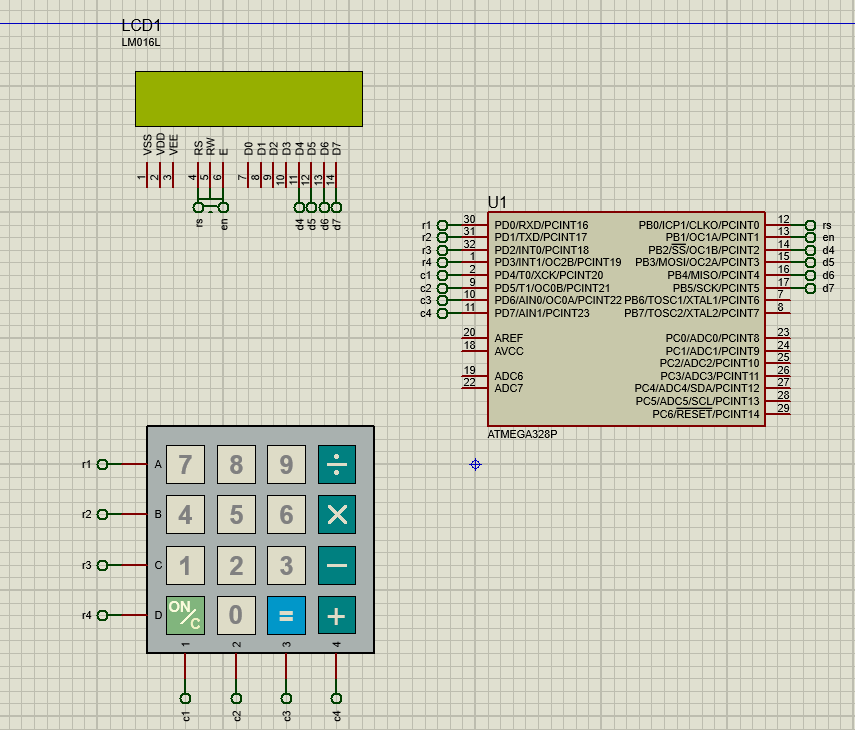 LCD1
LM016L
VSS VDD VEE RS RW E D0 D1 D2 D3 D4 D5 D6 D7
1 2 3 4 5 6 7 8 9 10 11 12 13 14
rs en d4 d5 d6 d7
U1
r1 30 PD0/RXD/PCINT16 PB0/ICP1/CLKO/PCINT0 12 rs
r2 31 PD1/TXD/PCINT17 PB1/OC1A/PCINT1 13 en
r3 32 PD2/INT0/PCINT18 PB2/SS/OC1B/PCINT2 14 d4
r4 1 PD3/INT1/OC2B/PCINT19 PB3/MOSI/OC2A/PCINT3 15 d5
c1 2 PD4/T0/XCK/PCINT20 PB4/MISO/PCINT4 16 d6
c2 9 PD5/T1/OC0B/PCINT21 PB5/SCK/PCINT5 17 d7
c3 10 PD6/AIN0/OC0A/PCINT22 PB6/TOSC1/XTAL1/PCINT6 7
c4 11 PD7/AIN1/PCINT23 PB7/TOSC2/XTAL2/PCINT7 8
20 AREF PC0/ADC0/PCINT8 23
18 AVCC PC1/ADC1/PCINT9 24
PC2/ADC2/PCINT10 25
19 ADC6 PC3/ADC3/PCINT11 26
22 ADC7 PC4/ADC4/SDA/PCINT12 27
PC5/ADC5/SCL/PCINT13 28
PC6/RESET/PCINT14 29
ATMEGA328P
r1 A 7 8 9 ÷
r2 B 4 5 6 ×
r3 C 1 2 3 −
r4 D ON/C 0 = +
1 2 3 4
c1 c2 c3 c4